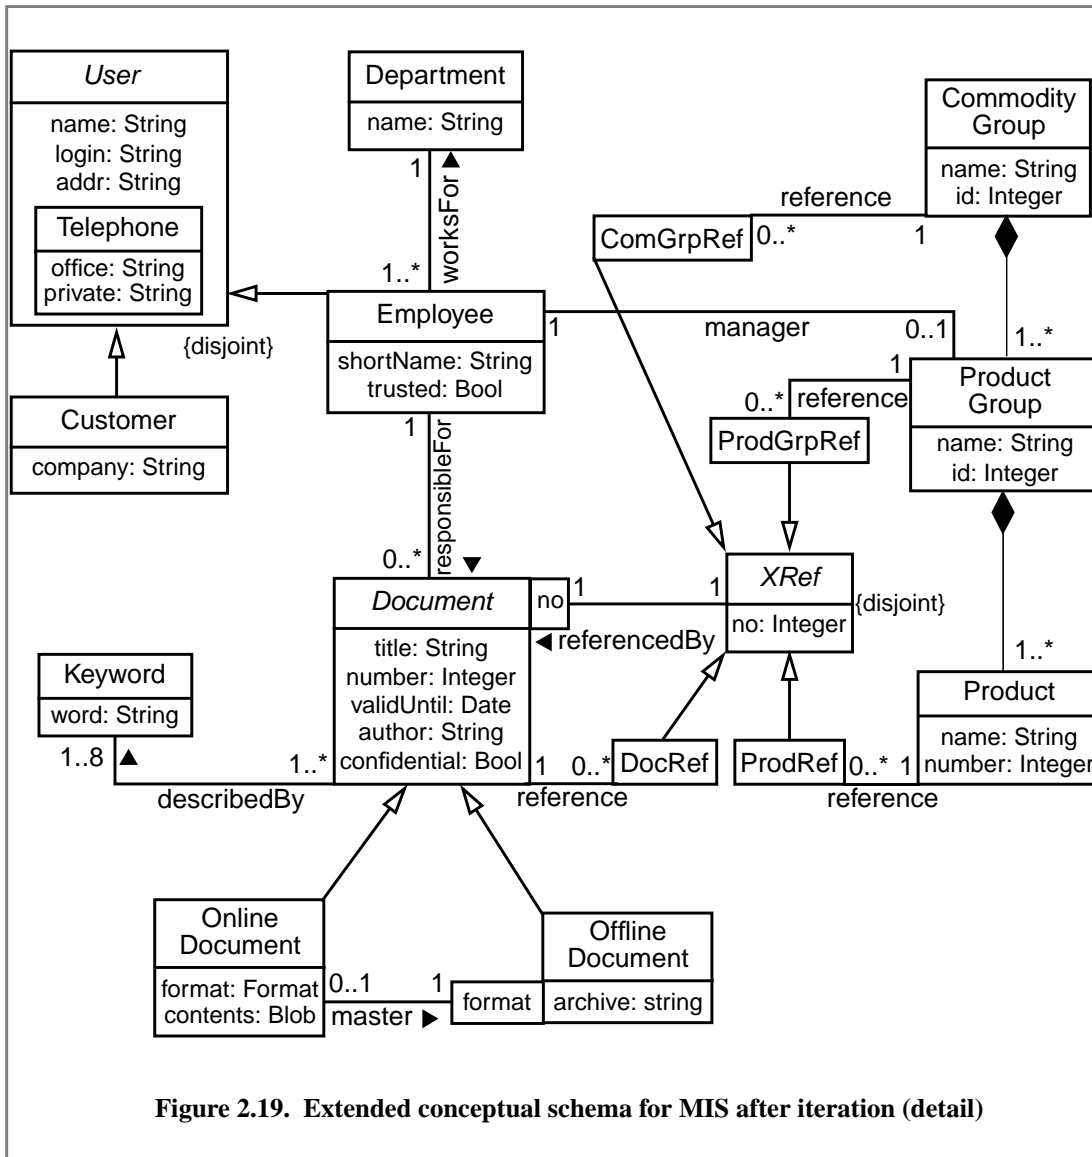 User
name: String
login: String
addr: String
Telephone
office: String
private: String
{disjoint}
Customer
company: String
Department
name: String
1
worksFor
1..*
Employee
shortName: String
trusted: Bool
1
responsibleFor
0..*
1
manager
0..1
Commodity
Group
name: String
id: Integer
reference
0..*
1
ComGrpRef
1..*
Product
Group
name: String
id: Integer
1
reference
0..*
ProdGrpRef
XRef
no: Integer
{disjoint}
1
1
no
referencedBy
Document
title: String
number: Integer
validUntil: Date
author: String
confidential: Bool
Keyword
word: String
1..8
1..*
describedBy
1
0..*
reference
DocRef
ProdRef
0..*
1
reference
1..*
Product
name: String
number: Integer
Online
Document
format: Format
contents: Blob
0..1
1
master
format
Offline
Document
archive: string
Figure 2.19. Extended conceptual schema for MIS after iteration (detail)